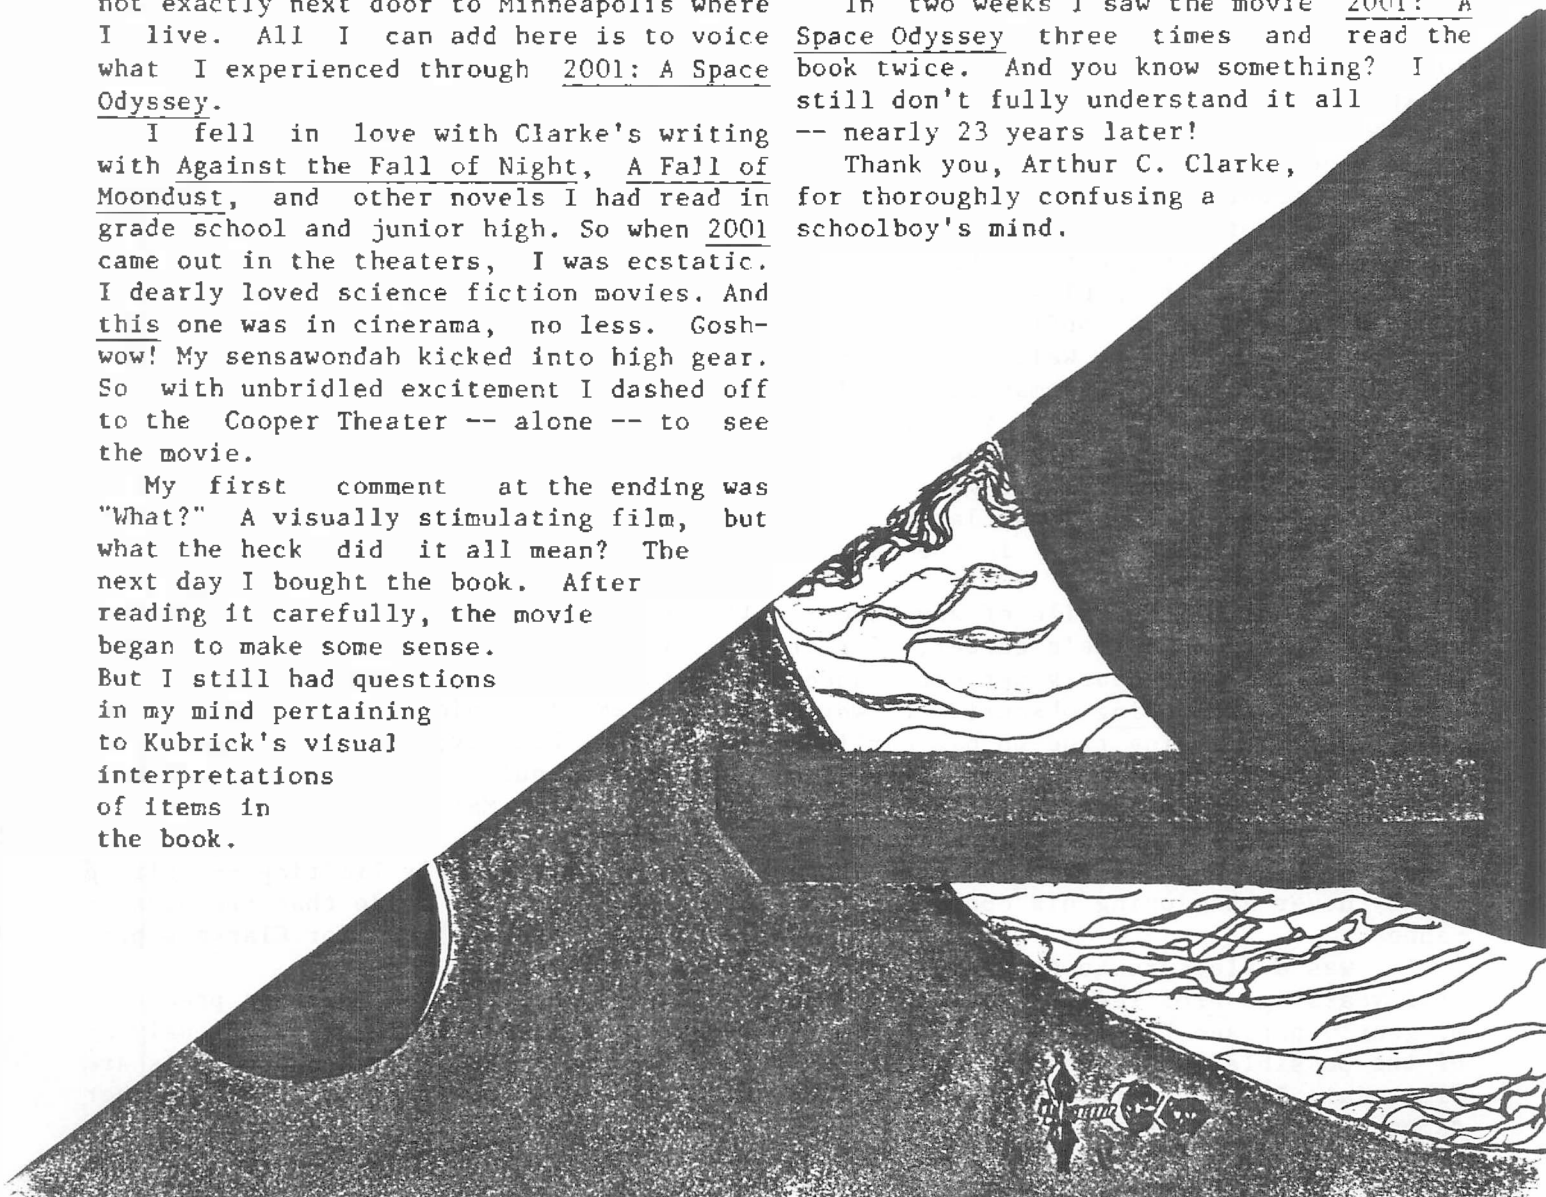 not exactly next door to Minneapolis where
I live. All I can add here is to voice
what I experienced through 2001: A Space
Odyssey.
I fell in love with Clarke's writing
with Against the Fall of Night, A Fall of
Moondust, and other novels I had read in
grade school and junior high. So when 2001
came out in the theaters, I was ecstatic.
I dearly loved science fiction movies. And
this one was in cinerama, no less. Gosh-
wow! My sensawondah kicked into high gear.
So with unbridled excitement I dashed off
to the Cooper Theater -- alone -- to see
the movie.
My first comment at the ending was
"What?" A visually stimulating film, but
what the heck did it all mean? The
next day I bought the book. After
reading it carefully, the movie
began to make some sense.
But I still had questions
in my mind pertaining
to Kubrick's visual
interpretations
of items in
the book.
In two weeks I saw the movie 2001: A
Space Odyssey three times and read the
book twice. And you know something? I
still don't fully understand it all
-- nearly 23 years later!
Thank you, Arthur C. Clarke,
for thoroughly confusing a
schoolboy's mind.